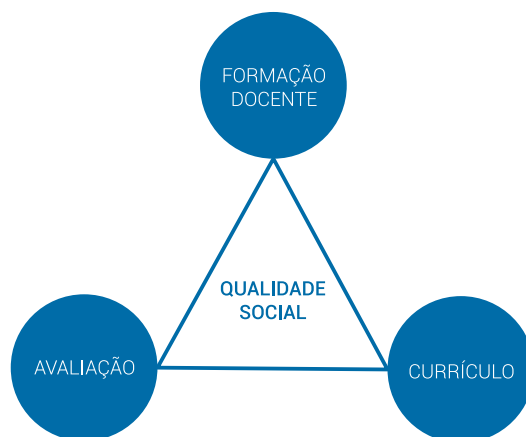 FORMAÇÃO
DOCENTE
QUALIDADE
SOCIAL
AVALIAÇÃO
CURRÍCULO